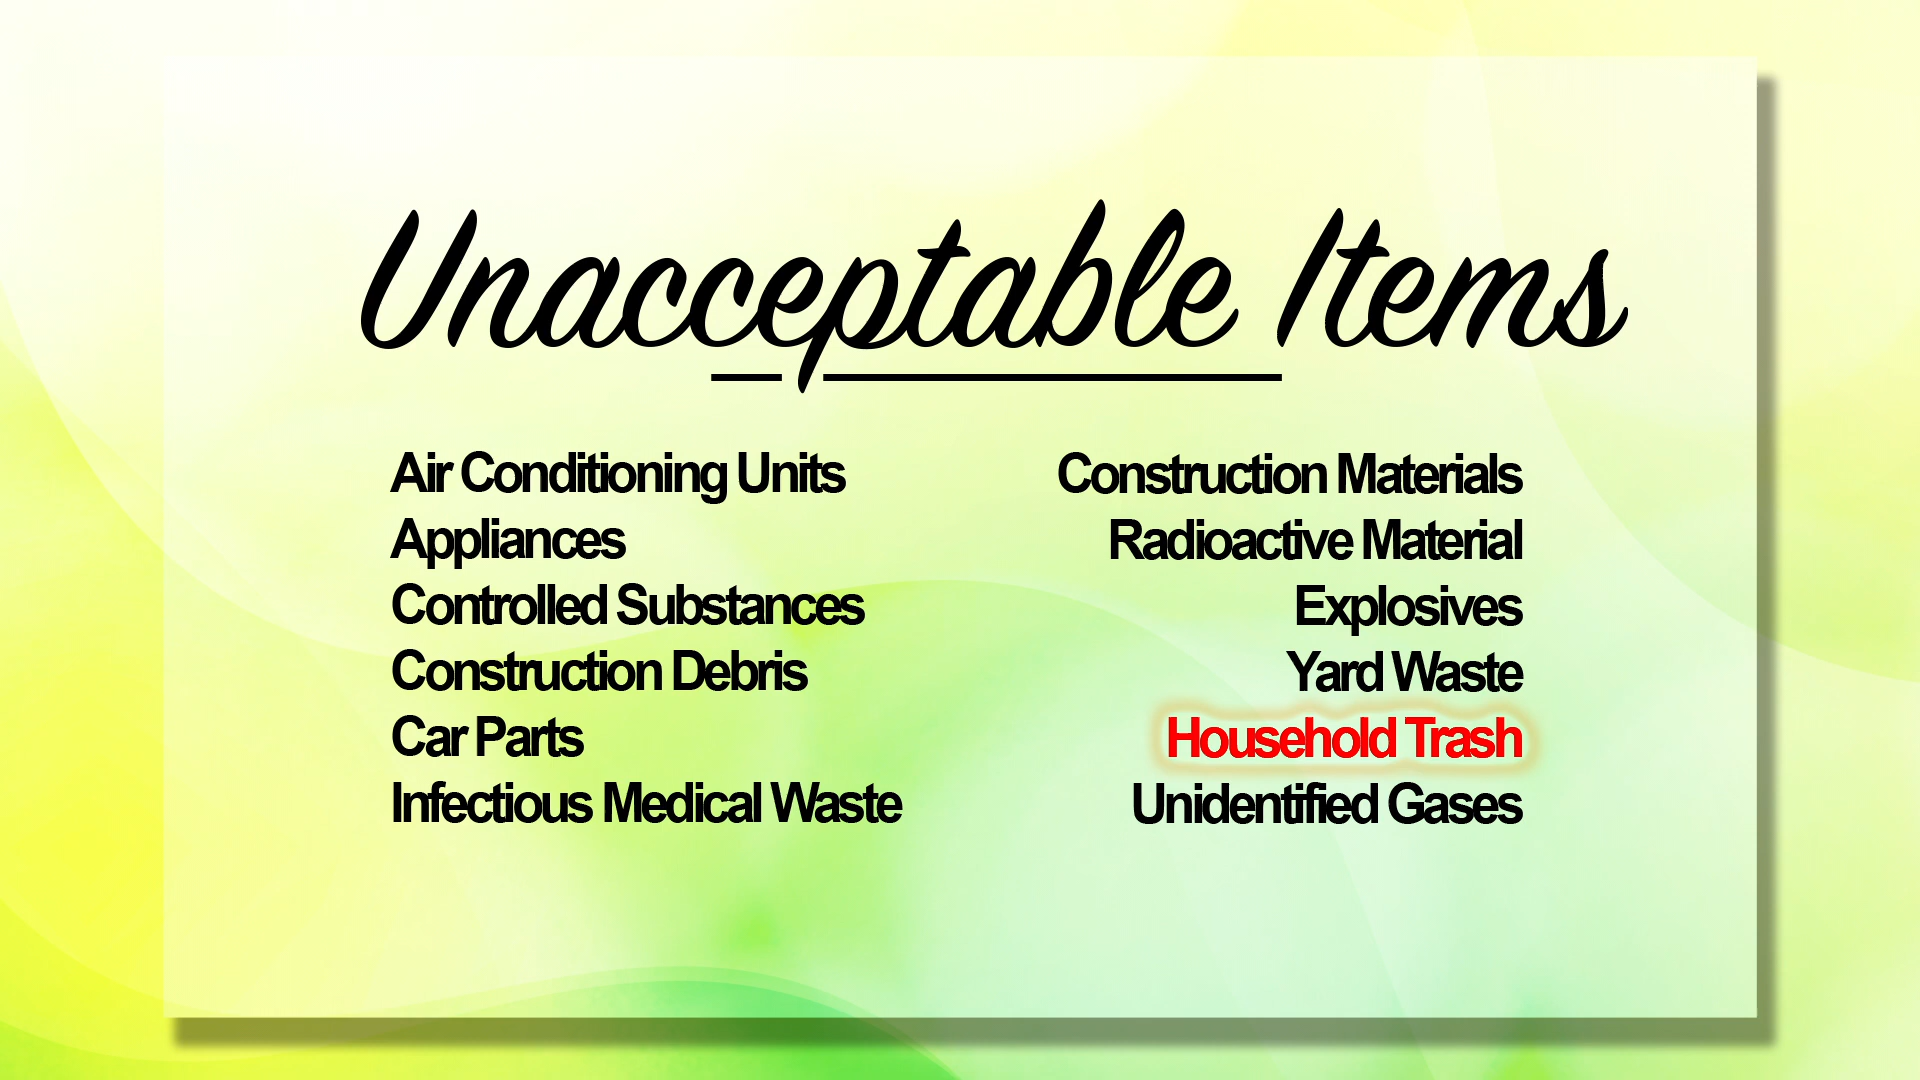 Unacceptable Items
Air Conditioning Units
Appliances
Controlled Substances
Construction Debris
Car Parts
Infectious Medical Waste
Construction Materials
Radioactive Material
Explosives
Yard Waste
Household Trash
Unidentified Gases